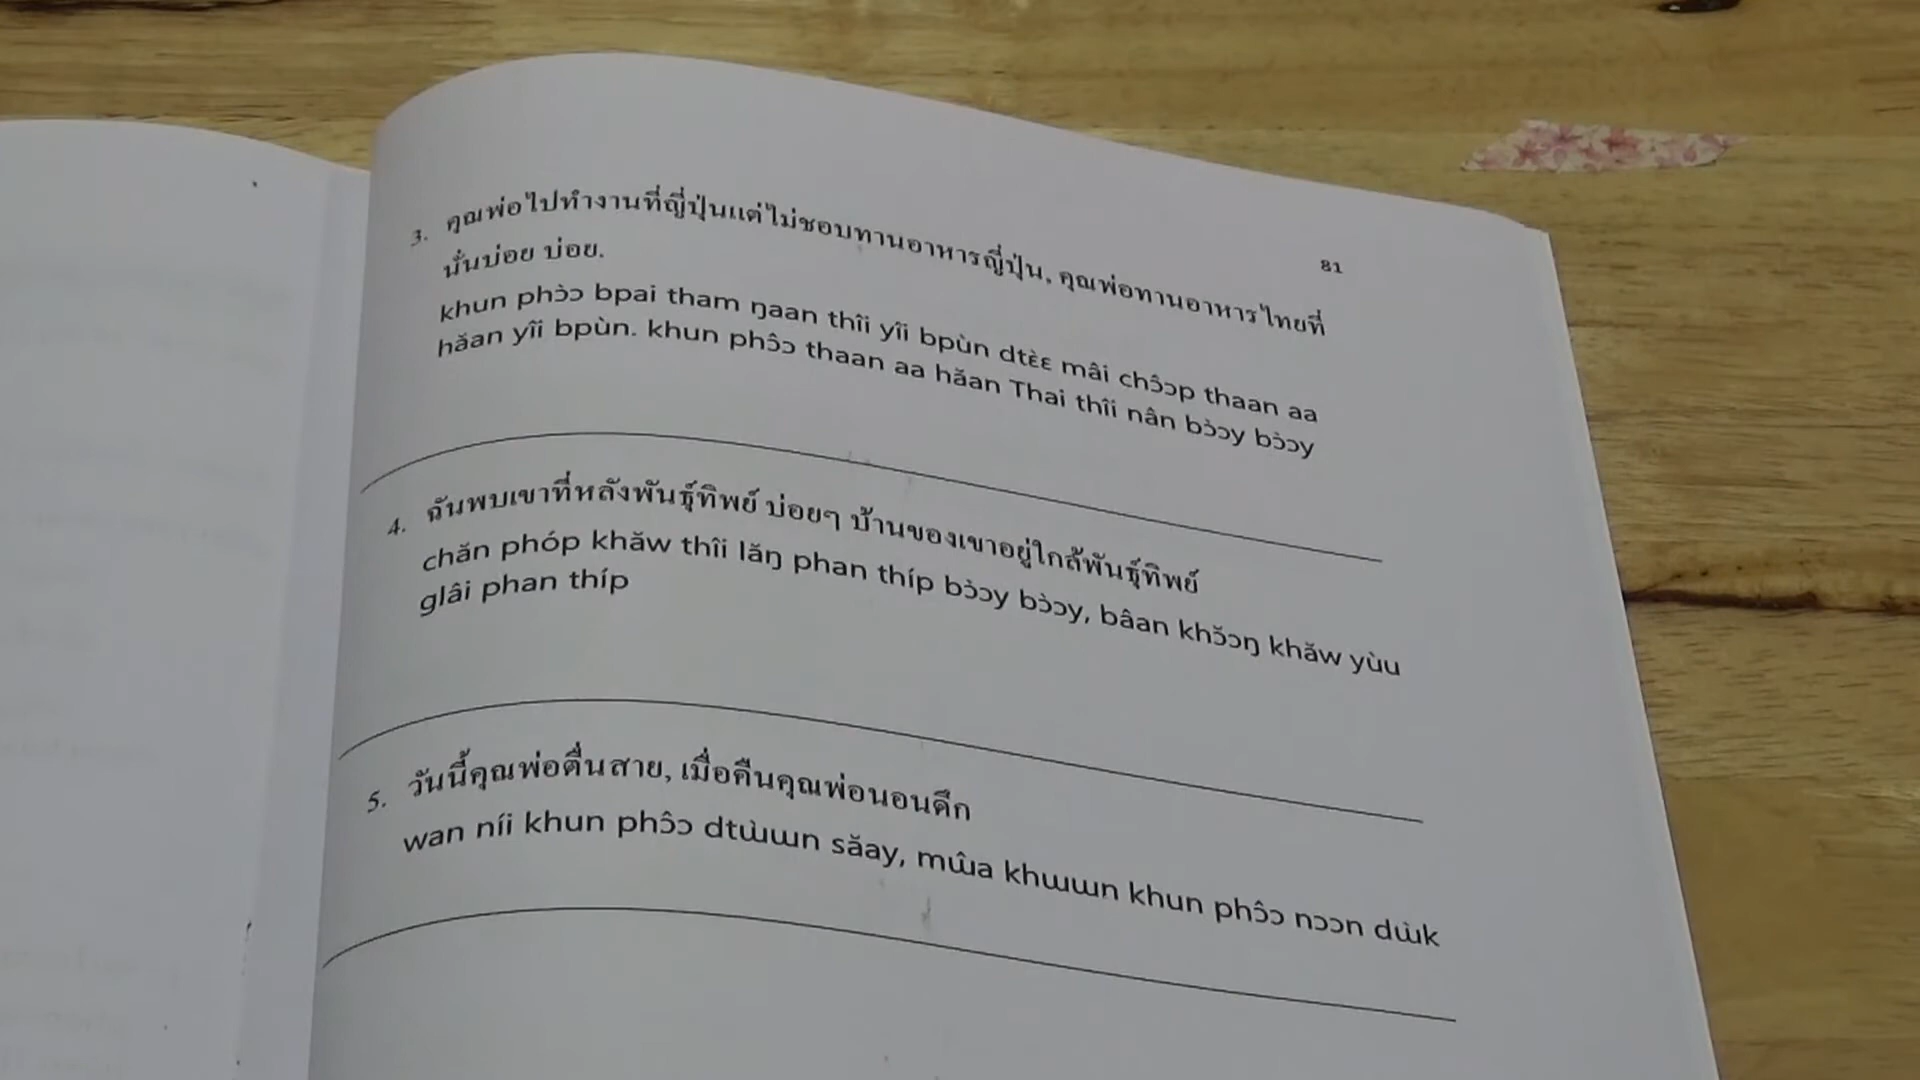 81
3. คุณพ่อไปทำงานที่ญี่ปุ่นแต่ไม่ชอบทานอาหารญี่ปุ่น, คุณพ่อทานอาหารไทยที่
นั่นบ่อย บ่อย.
khun phɔ̀ɔ bpai tham ŋaan thîi yîi bpùn dtɛ̀ɛ mâi chɔ̂ɔp thaan aa
hăan yîi bpùn. khun phɔ̂ɔ thaan aa hăan Thai thîi nân bɔ̀ɔy bɔ̀ɔy
4. ฉันพบเขาที่หลังพันธุ์ทิพย์ บ่อยๆ บ้านของเขาอยู่ใกล้พันธุ์ทิพย์
chăn phóp khăw thîi lăŋ phan thíp bɔ̀ɔy bɔ̀ɔy, bâan khɔ̌ɔŋ khăw yùu
glâi phan thíp
5. วันนี้คุณพ่อตื่นสาย, เมื่อคืนคุณพ่อนอนดึก
wan níi khun phɔ̂ɔ dtɯ̀ɯn săay, mɯ̂a khɯɯn khun phɔ̂ɔ nɔɔn dɯ̀k